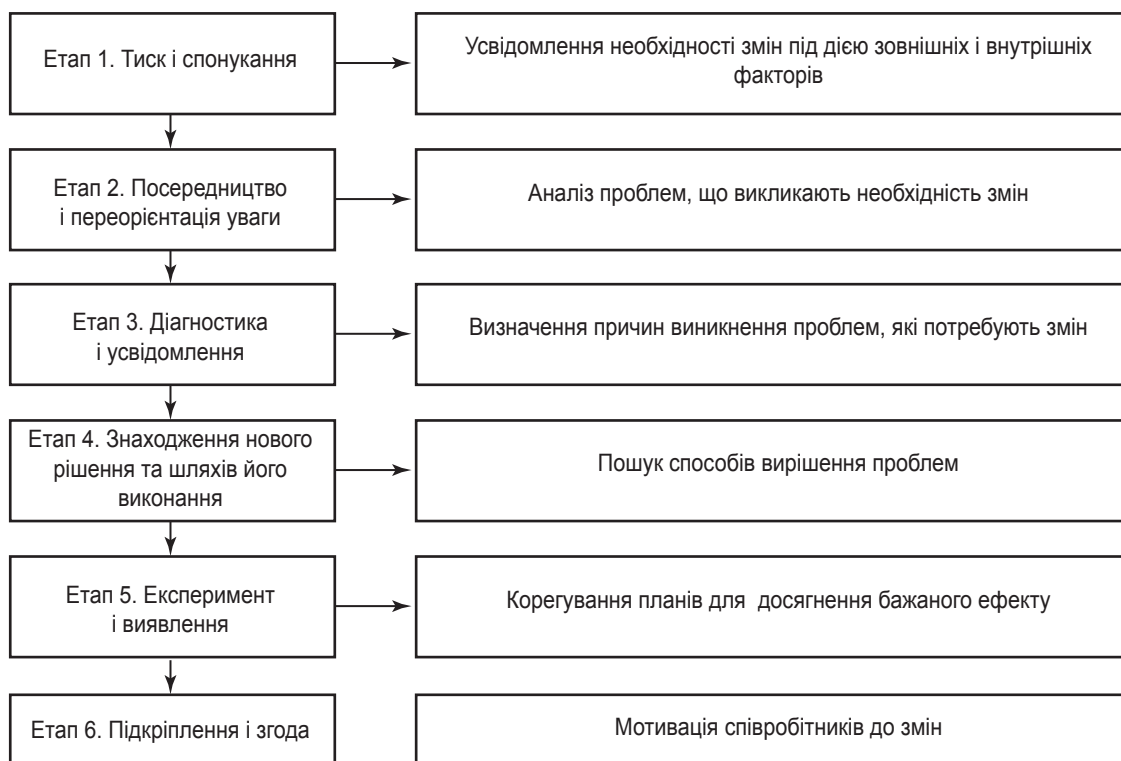 Етап 1. Тиск і спонукання
Усвідомлення необхідності змін під дією зовнішніх і внутрішніх
факторів
Етап 2. Посередництво
і переорієнтація уваги
Аналіз проблем, що викликають необхідність змін
Етап 3. Діагностика
і усвідомлення
Визначення причин виникнення проблем, які потребують змін
Етап 4. Знаходження нового
рішення та шляхів його
виконання
Пошук способів вирішення проблем
Етап 5. Експеримент
і виявлення
Корегування планів для  досягнення бажаного ефекту
Етап 6. Підкріплення і згода
Мотивація співробітників до змін